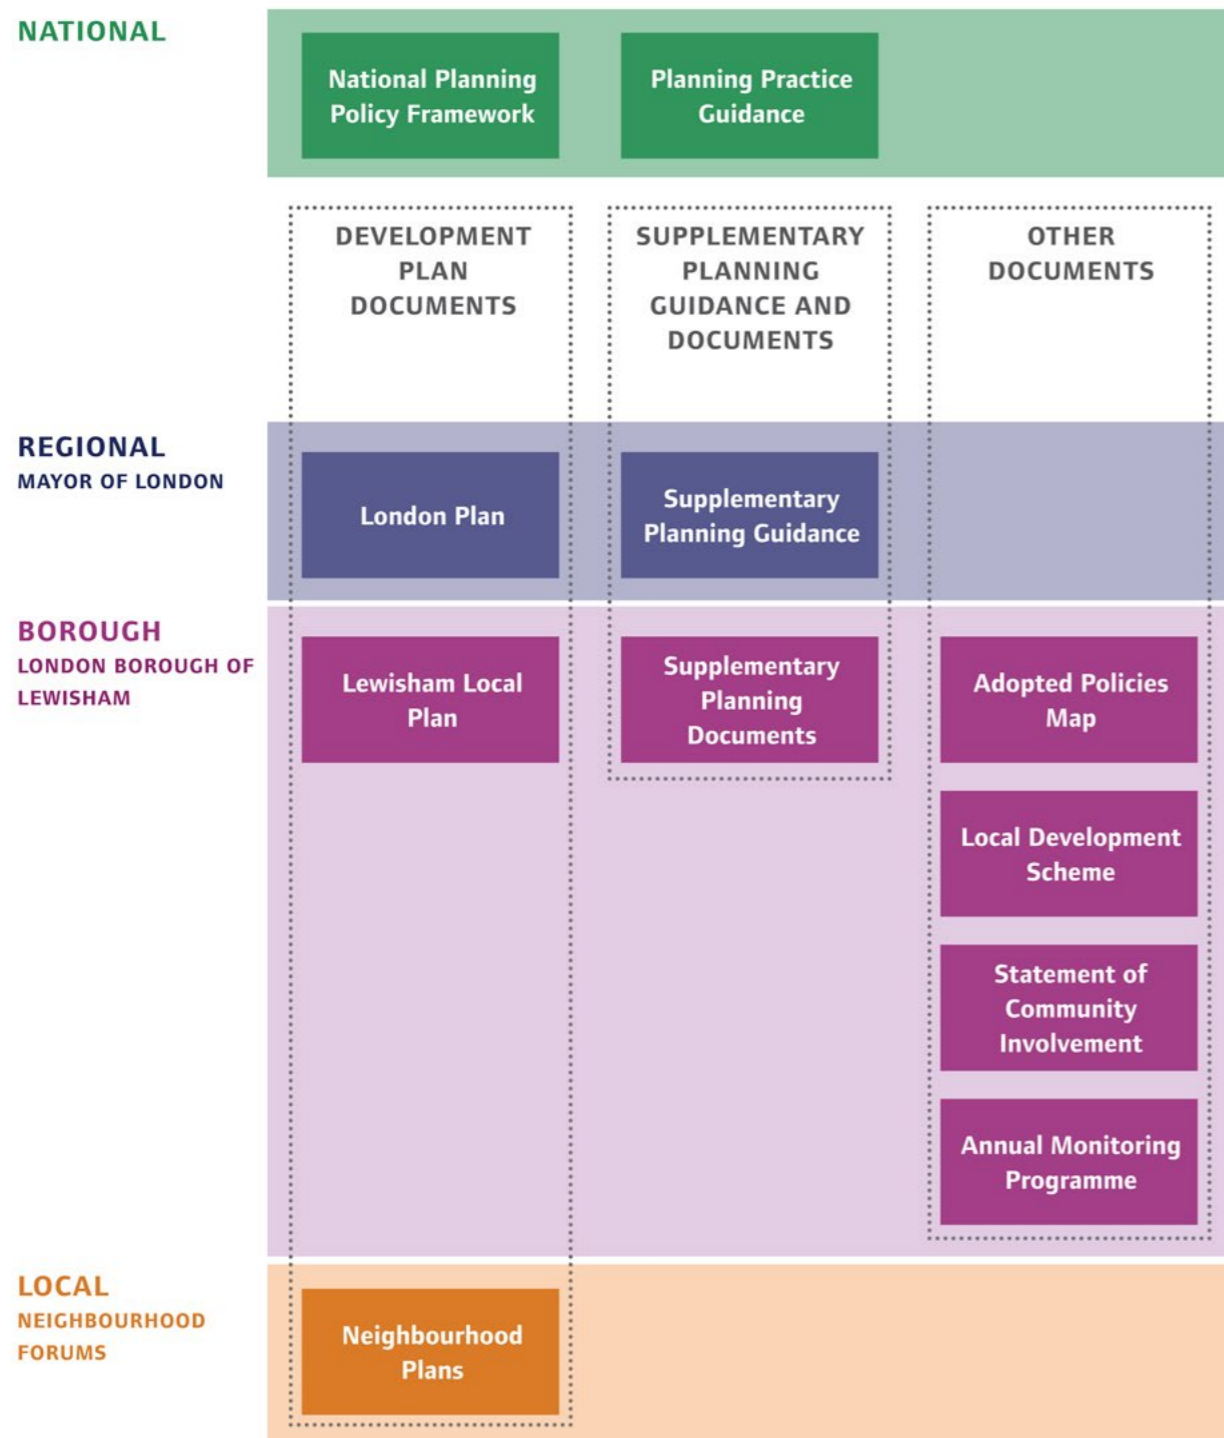 NATIONAL
National Planning
Policy Framework
Planning Practice
Guidance
DEVELOPMENT
PLAN
DOCUMENTS
SUPPLEMENTARY
PLANNING
GUIDANCE AND
DOCUMENTS
OTHER
DOCUMENTS
REGIONAL
MAYOR OF LONDON
London Plan
Supplementary
Planning Guidance
BOROUGH
LONDON BOROUGH OF
LEWISHAM
Lewisham Local
Plan
Supplementary
Planning
Documents
Adopted Policies
Map
Local Development
Scheme
Statement of
Community
Involvement
Annual Monitoring
Programme
LOCAL
NEIGHBOURHOOD
FORUMS
Neighbourhood
Plans